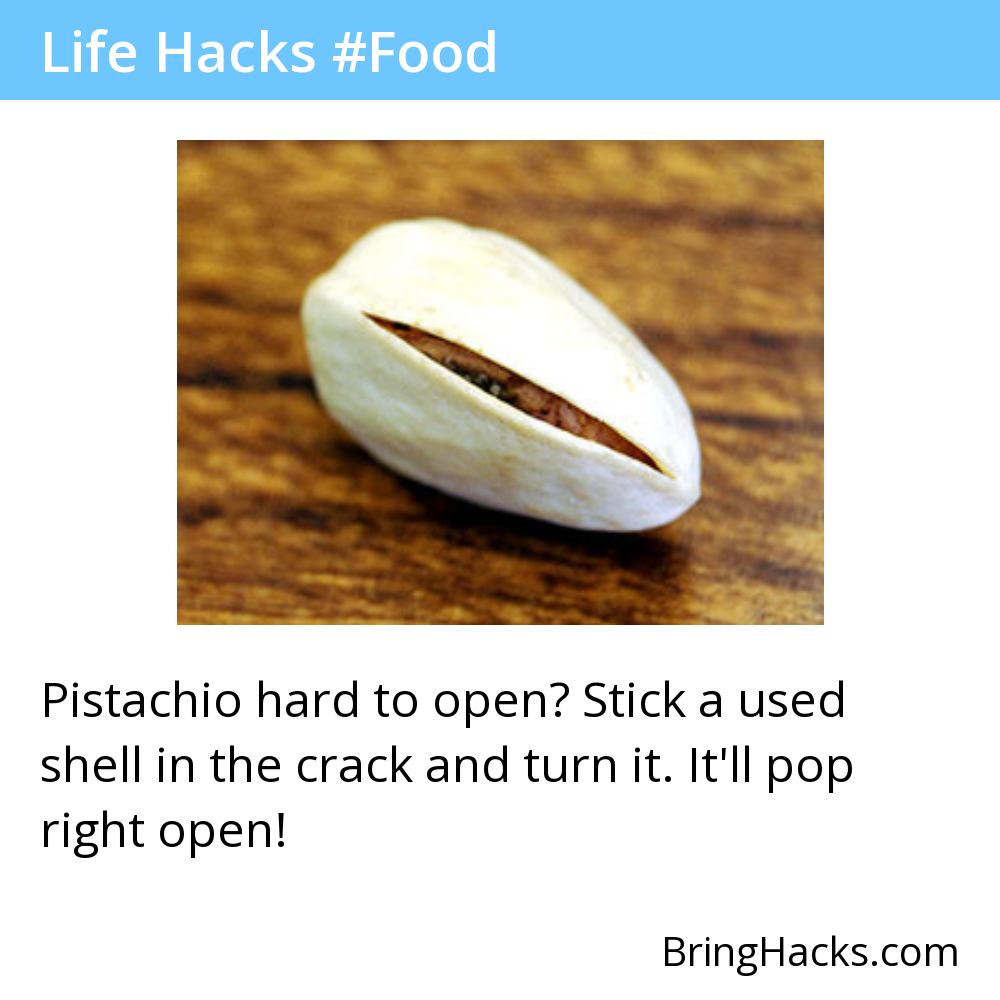 Life Hacks #Food
Pistachio hard to open? Stick a used
shell in the crack and turn it. It'll pop
right open!
BringHacks.com